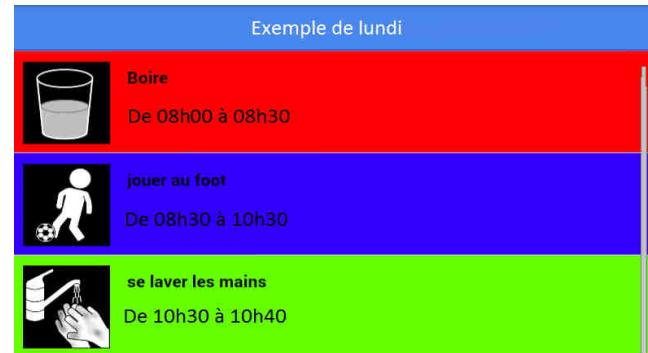 Exemple de lundi
Boire
De 08h00 à 08h30
jouer au foot
De 08h30 à 10h30
se laver les mains
De 10h30 à 10h40